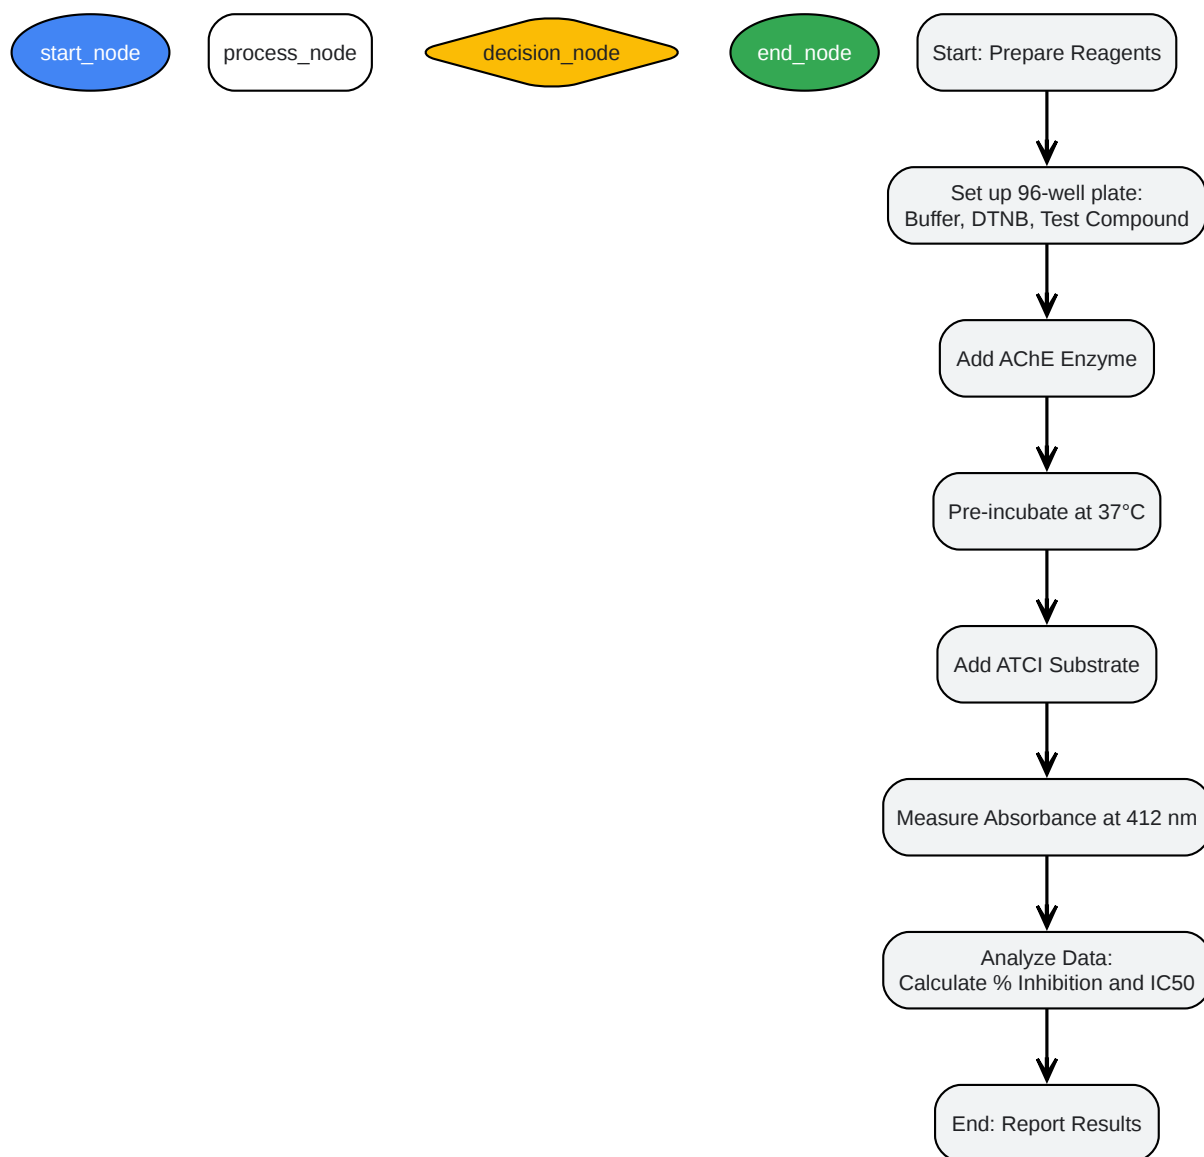 start_node
process_node
decision_node
end_node
Start: Prepare Reagents
Set up 96-well plate:
Buffer, DTNB, Test Compound
Add AChE Enzyme
Pre-incubate at 37°C
Add ATCI Substrate
Measure Absorbance at 412 nm
Analyze Data:
Calculate % Inhibition and IC50
End: Report Results